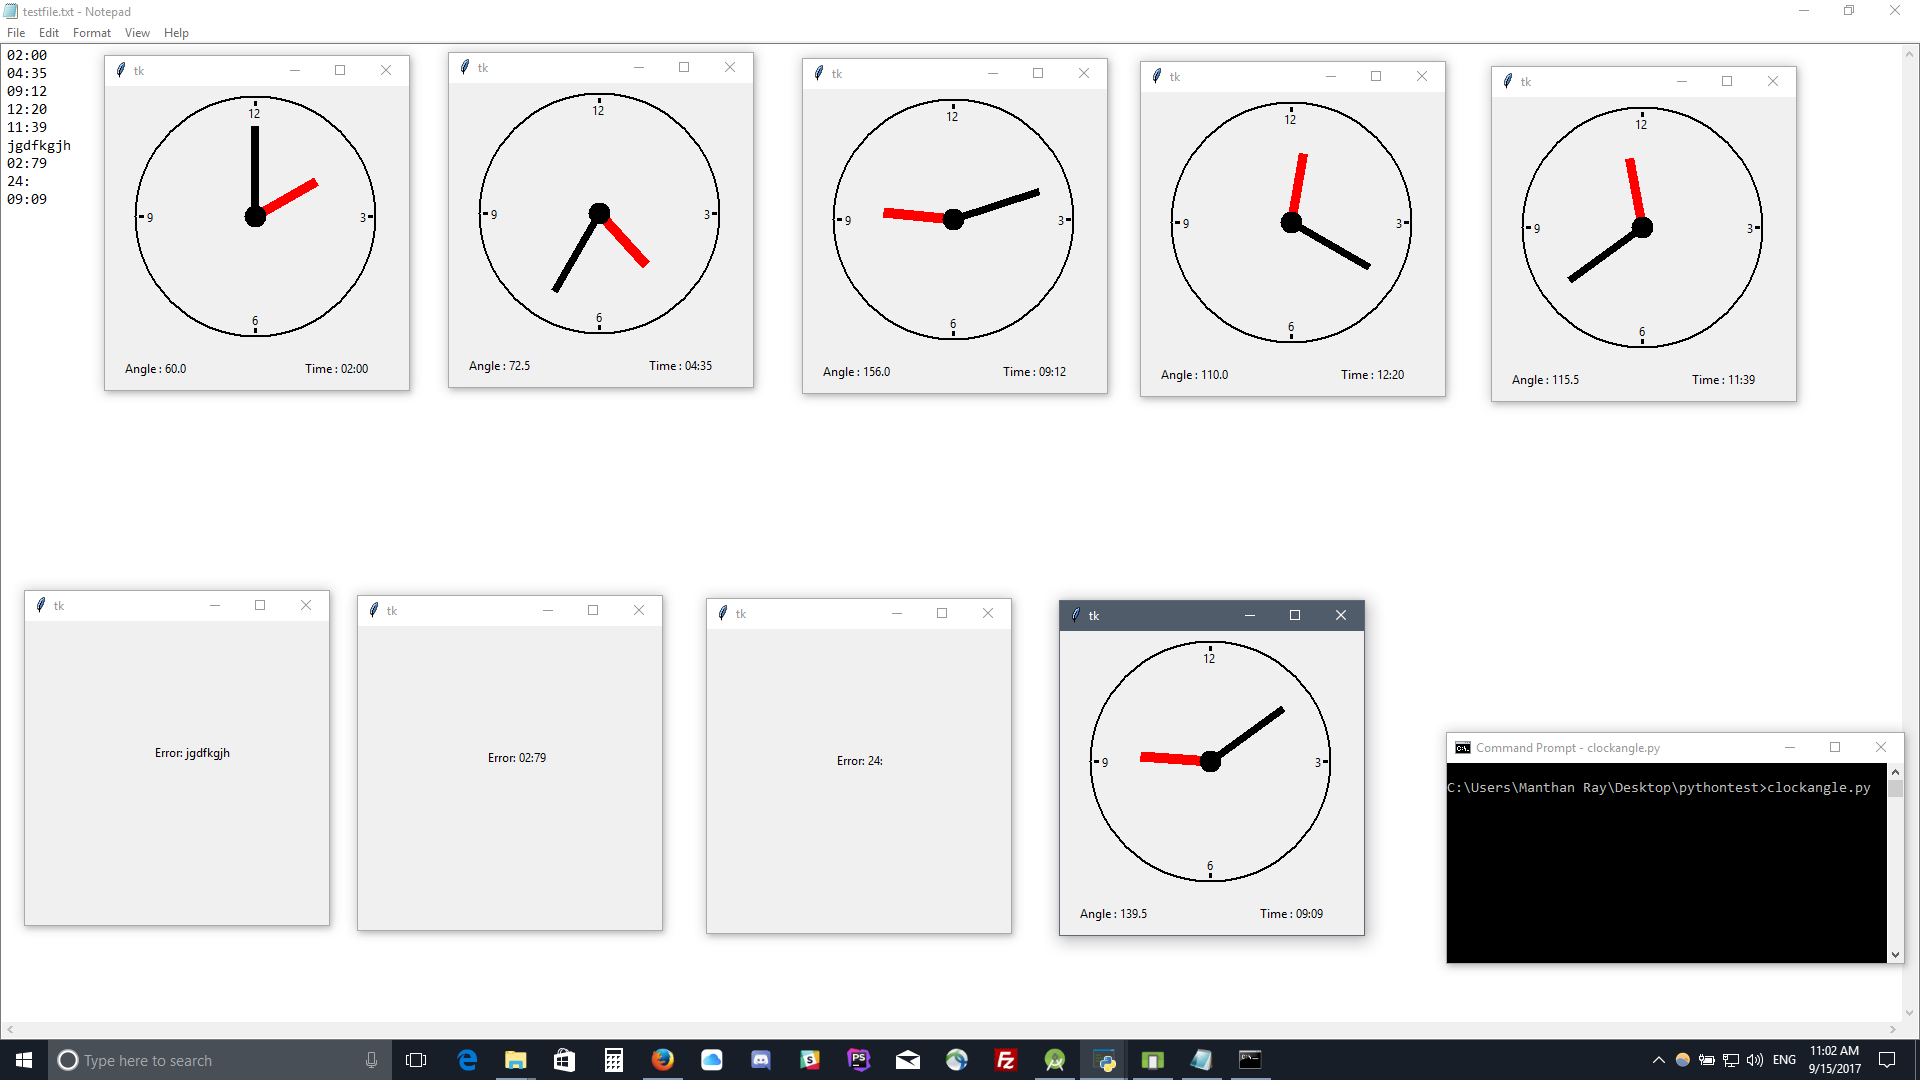 testfile.txt - Notepad
File Edit Format View Help
02:00
04:35
09:12
12:20
11:39
jgdfkgjh
02:79
24:
09:09
tk
12
9
3
6
Angle : 60.0
Time : 02:00
tk
12
9
3
6
Angle : 72.5
Time : 04:35
tk
12
9
3
6
Angle : 156.0
Time : 09:12
tk
12
9
3
6
Angle : 110.0
Time : 12:20
tk
12
9
3
6
Angle : 115.5
Time : 11:39
tk
Error: jgdfkgjh
tk
Error: 02:79
tk
Error: 24:
tk
12
9
3
6
Angle : 139.5
Time : 09:09
Command Prompt - clockangle.py
C:\Users\Manthan Ray\Desktop\pythontest>clockangle.py
Type here to search
PS
FZ
ENG
11:02 AM
9/15/2017